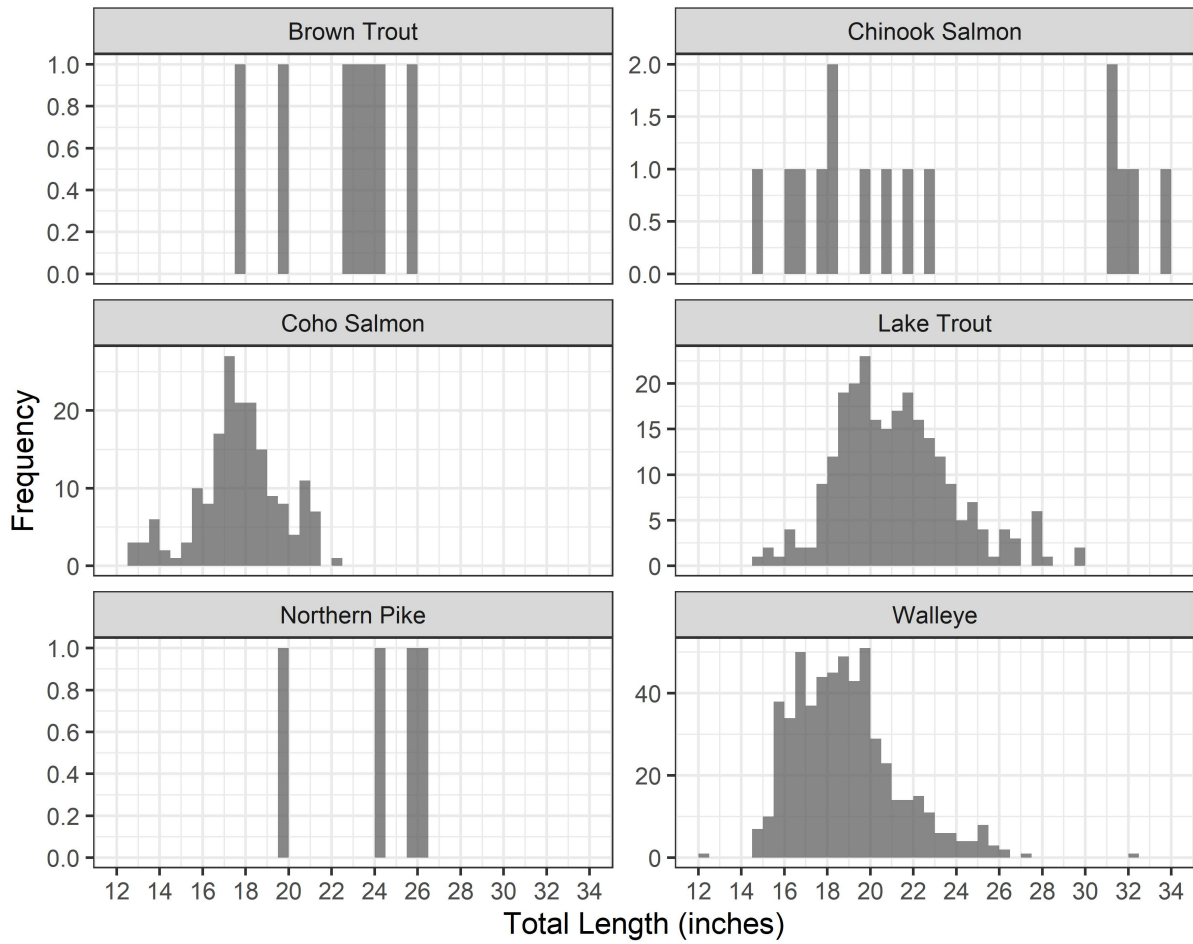 Brown Trout
1.0
0.8
0.6
0.4
0.2
0.0
Chinook Salmon
2.0
1.5
1.0
0.5
0.0
Coho Salmon
20
10
0
Lake Trout
20
15
10
5
0
Northern Pike
1.0
0.8
0.6
0.4
0.2
0.0
12 14 16 18 20 22 24 26 28 30 32 34
Walleye
40
20
0
12 14 16 18 20 22 24 26 28 30 32 34
Frequency
Total Length (inches)